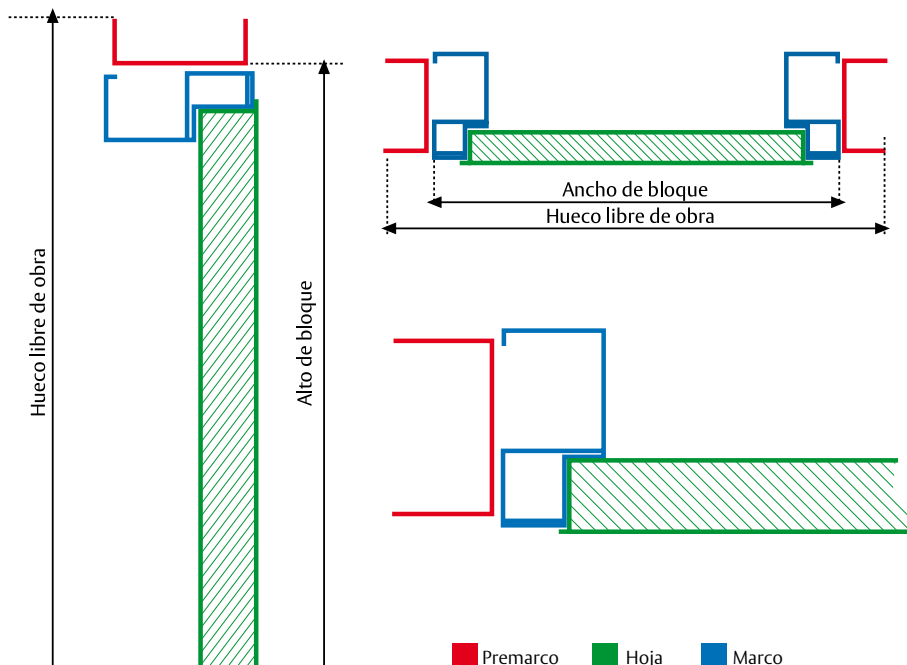 Hueco libre de obra
Alto de bloque
Ancho de bloque
Hueco libre de obra
Premarco
Hoja
Marco